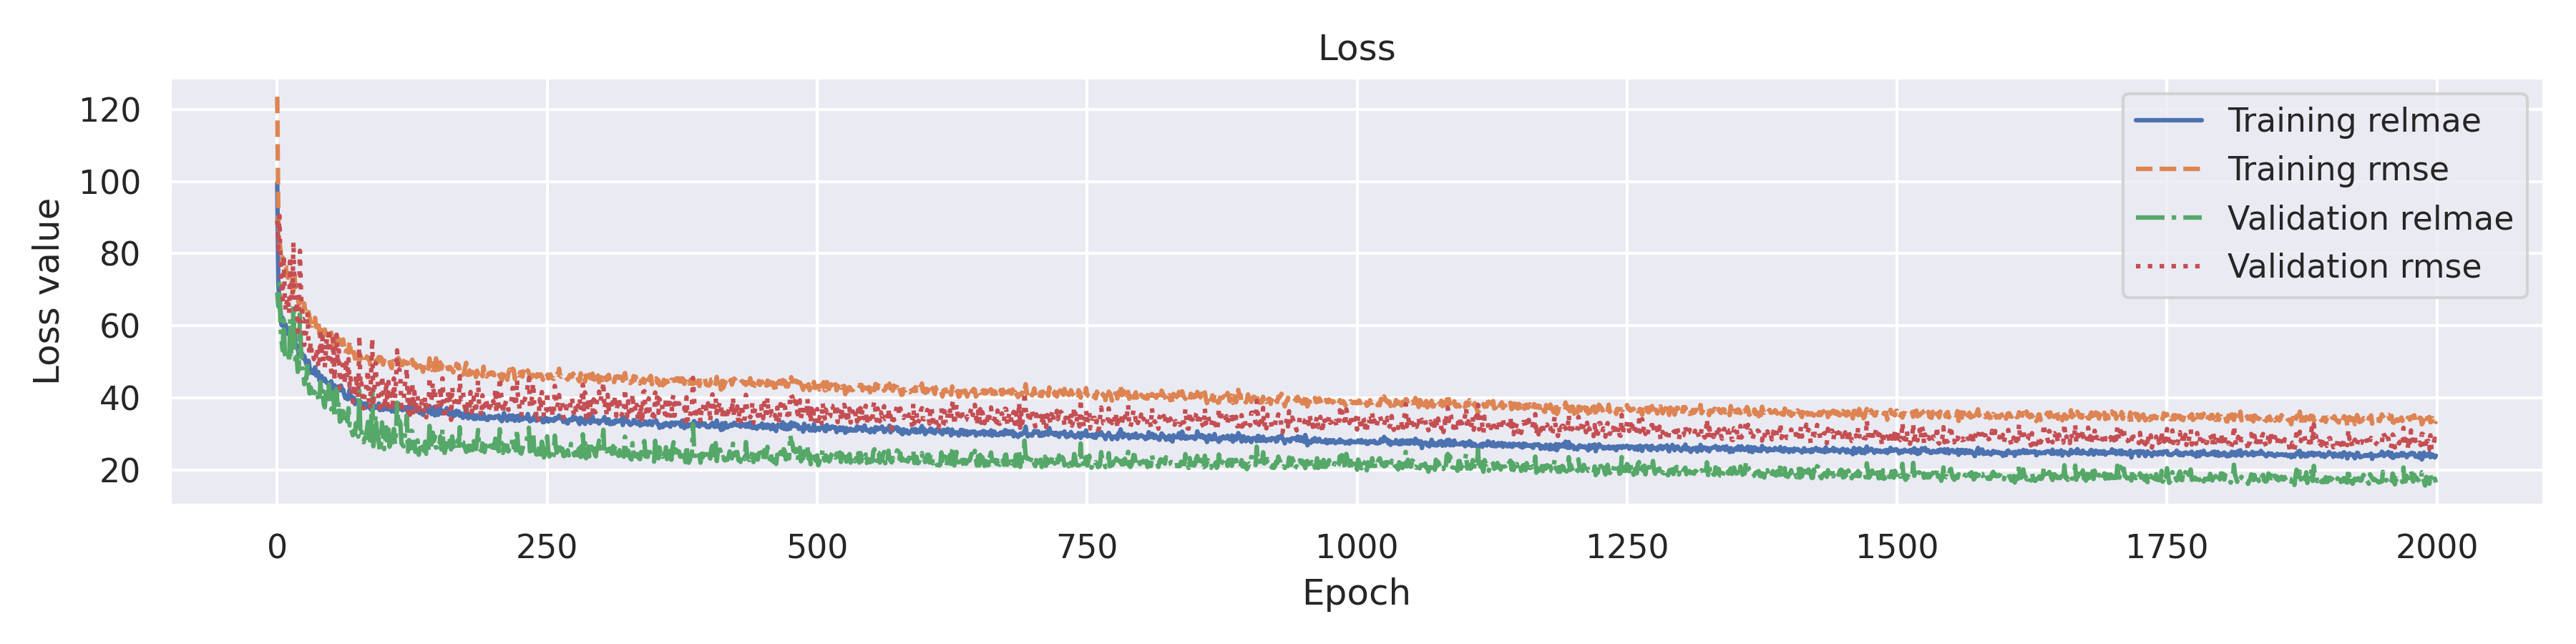 Loss
Loss value
120
100
80
60
40
20
Training relmae
Training rmse
Validation relmae
Validation rmse
0 250 500 750 1000 1250 1500 1750 2000
Epoch